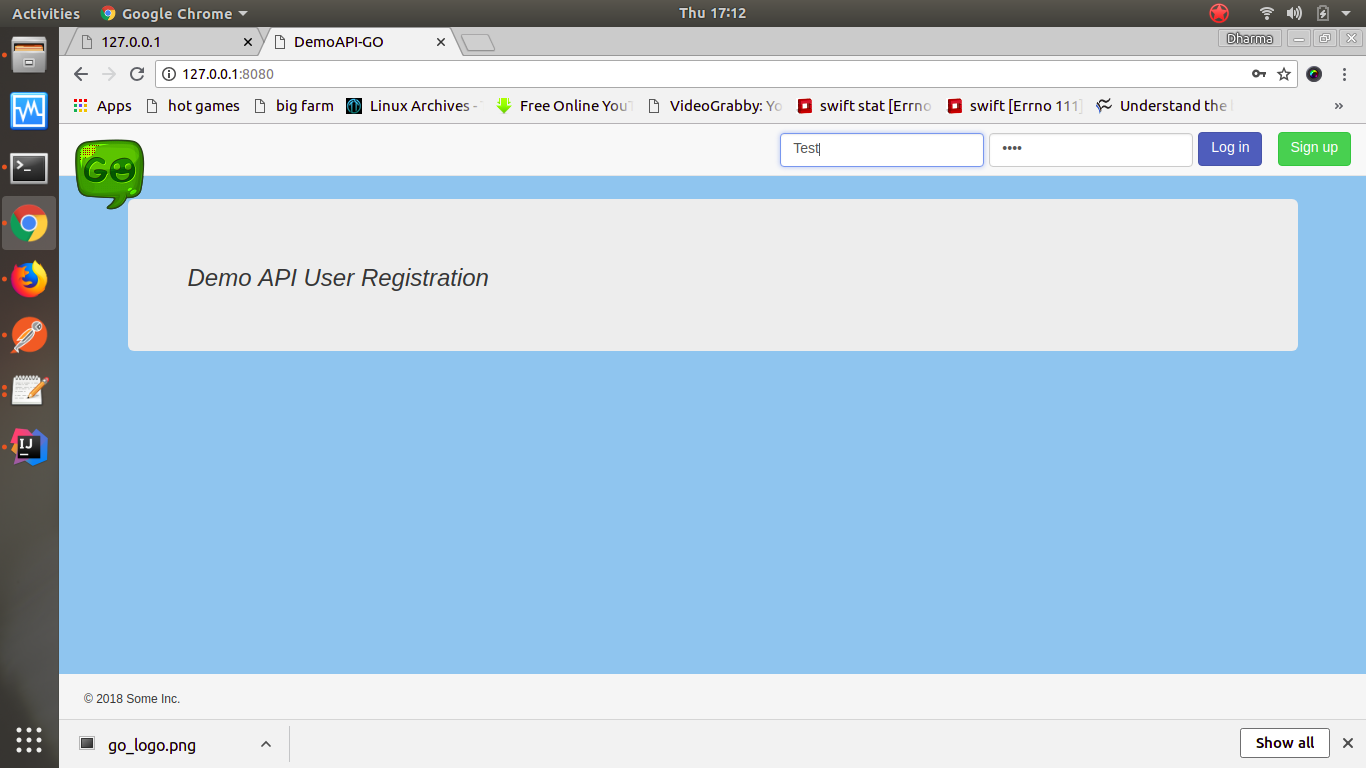 Activities Google Chrome Thu 17:12
127.0.0.1 DemoAPI-GO Dharma
127.0.0.1:8080
Apps hot games big farm Linux Archives - Free Online You VideoGrabby: Yo swift stat [Errno swift [Errno 111] Understand the »
GO Test •••• Log in Sign up
Demo API User Registration
© 2018 Some Inc.
go_logo.png Show all